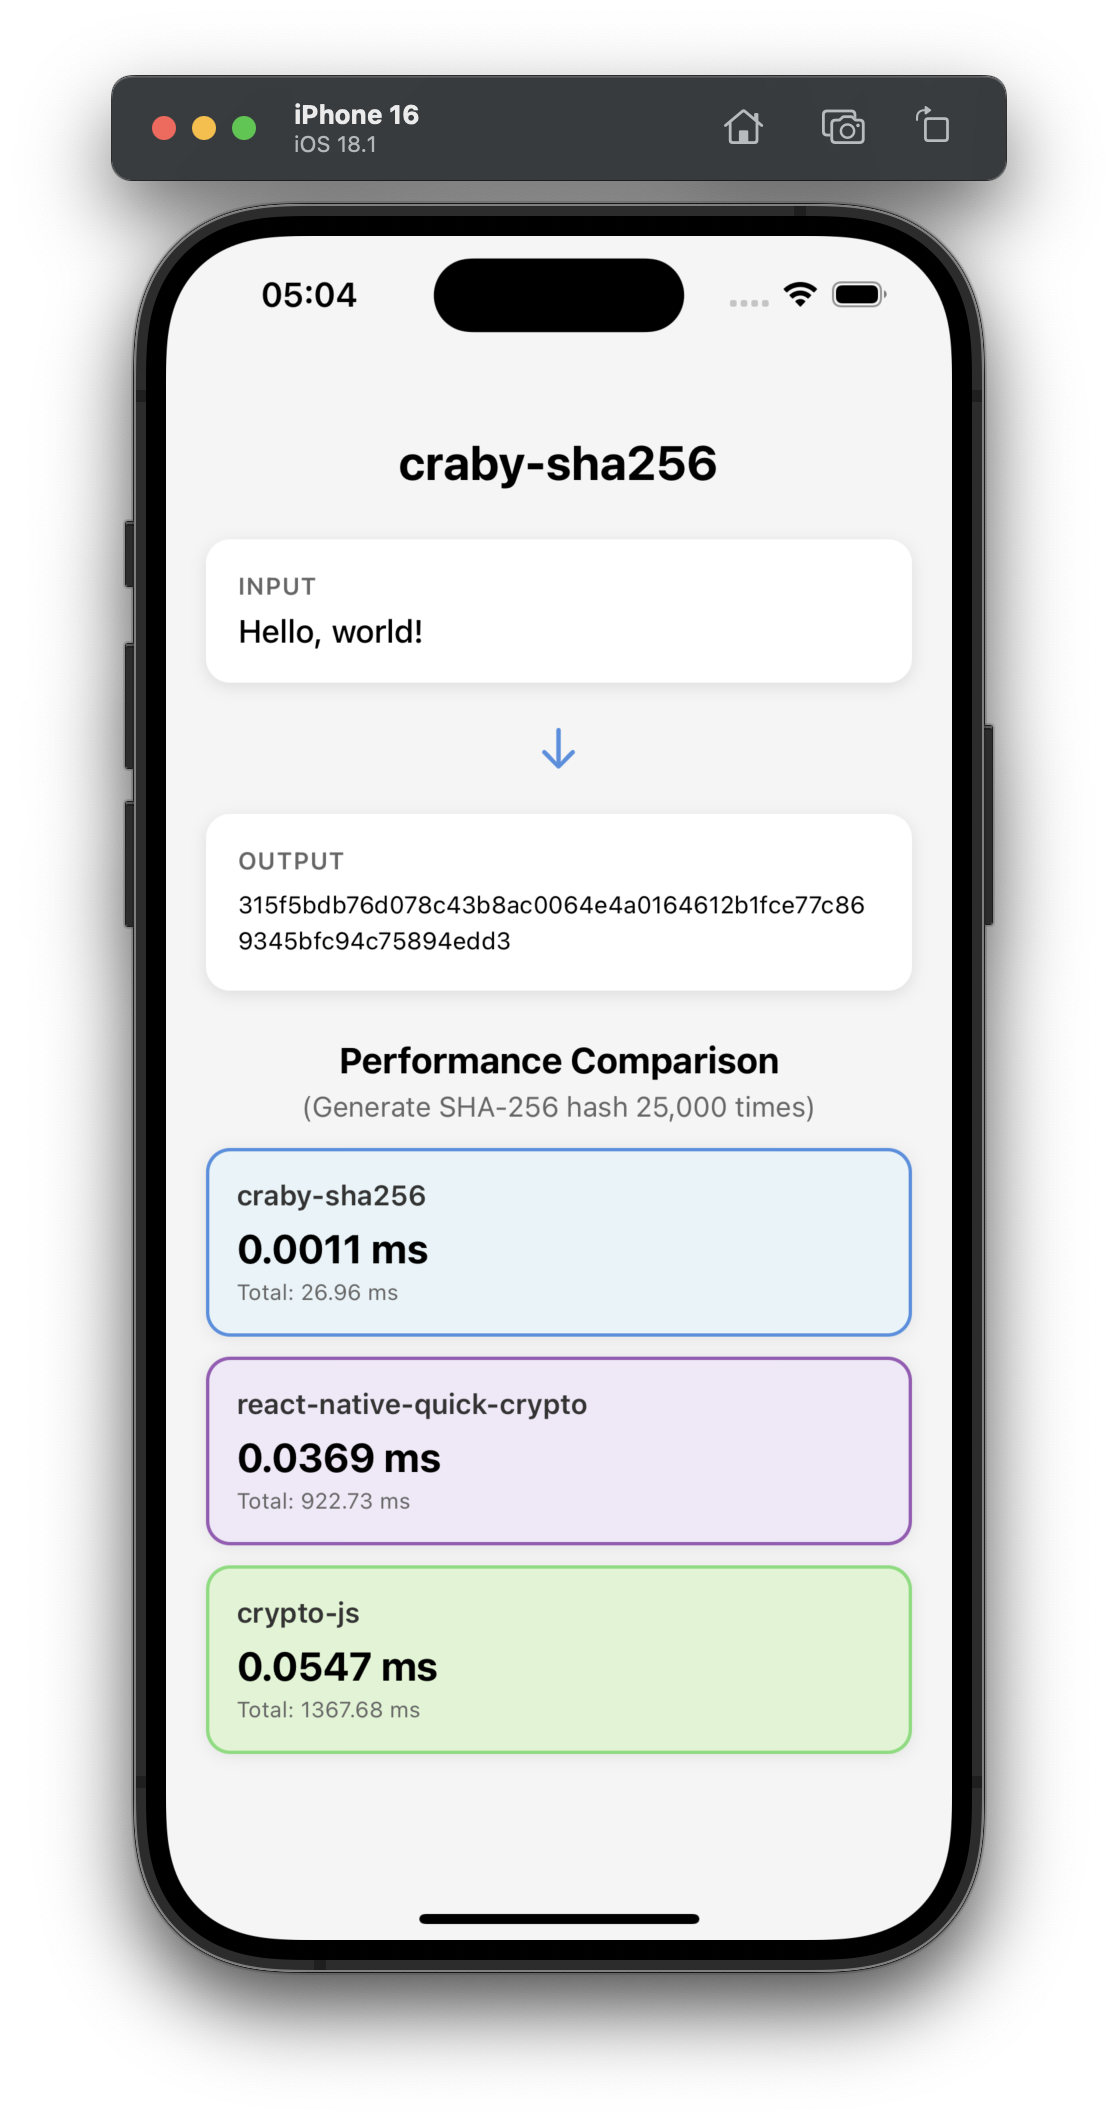 iPhone 16
iOS 18.1
05:04
craby-sha256
INPUT
Hello, world!
OUTPUT
315f5bdb76d078c43b8ac0064e4a0164612b1fce77c86
9345bfc94c75894edd3
Performance Comparison
(Generate SHA-256 hash 25,000 times)
craby-sha256
0.0011 ms
Total: 26.96 ms
react-native-quick-crypto
0.0369 ms
Total: 922.73 ms
crypto-js
0.0547 ms
Total: 1367.68 ms